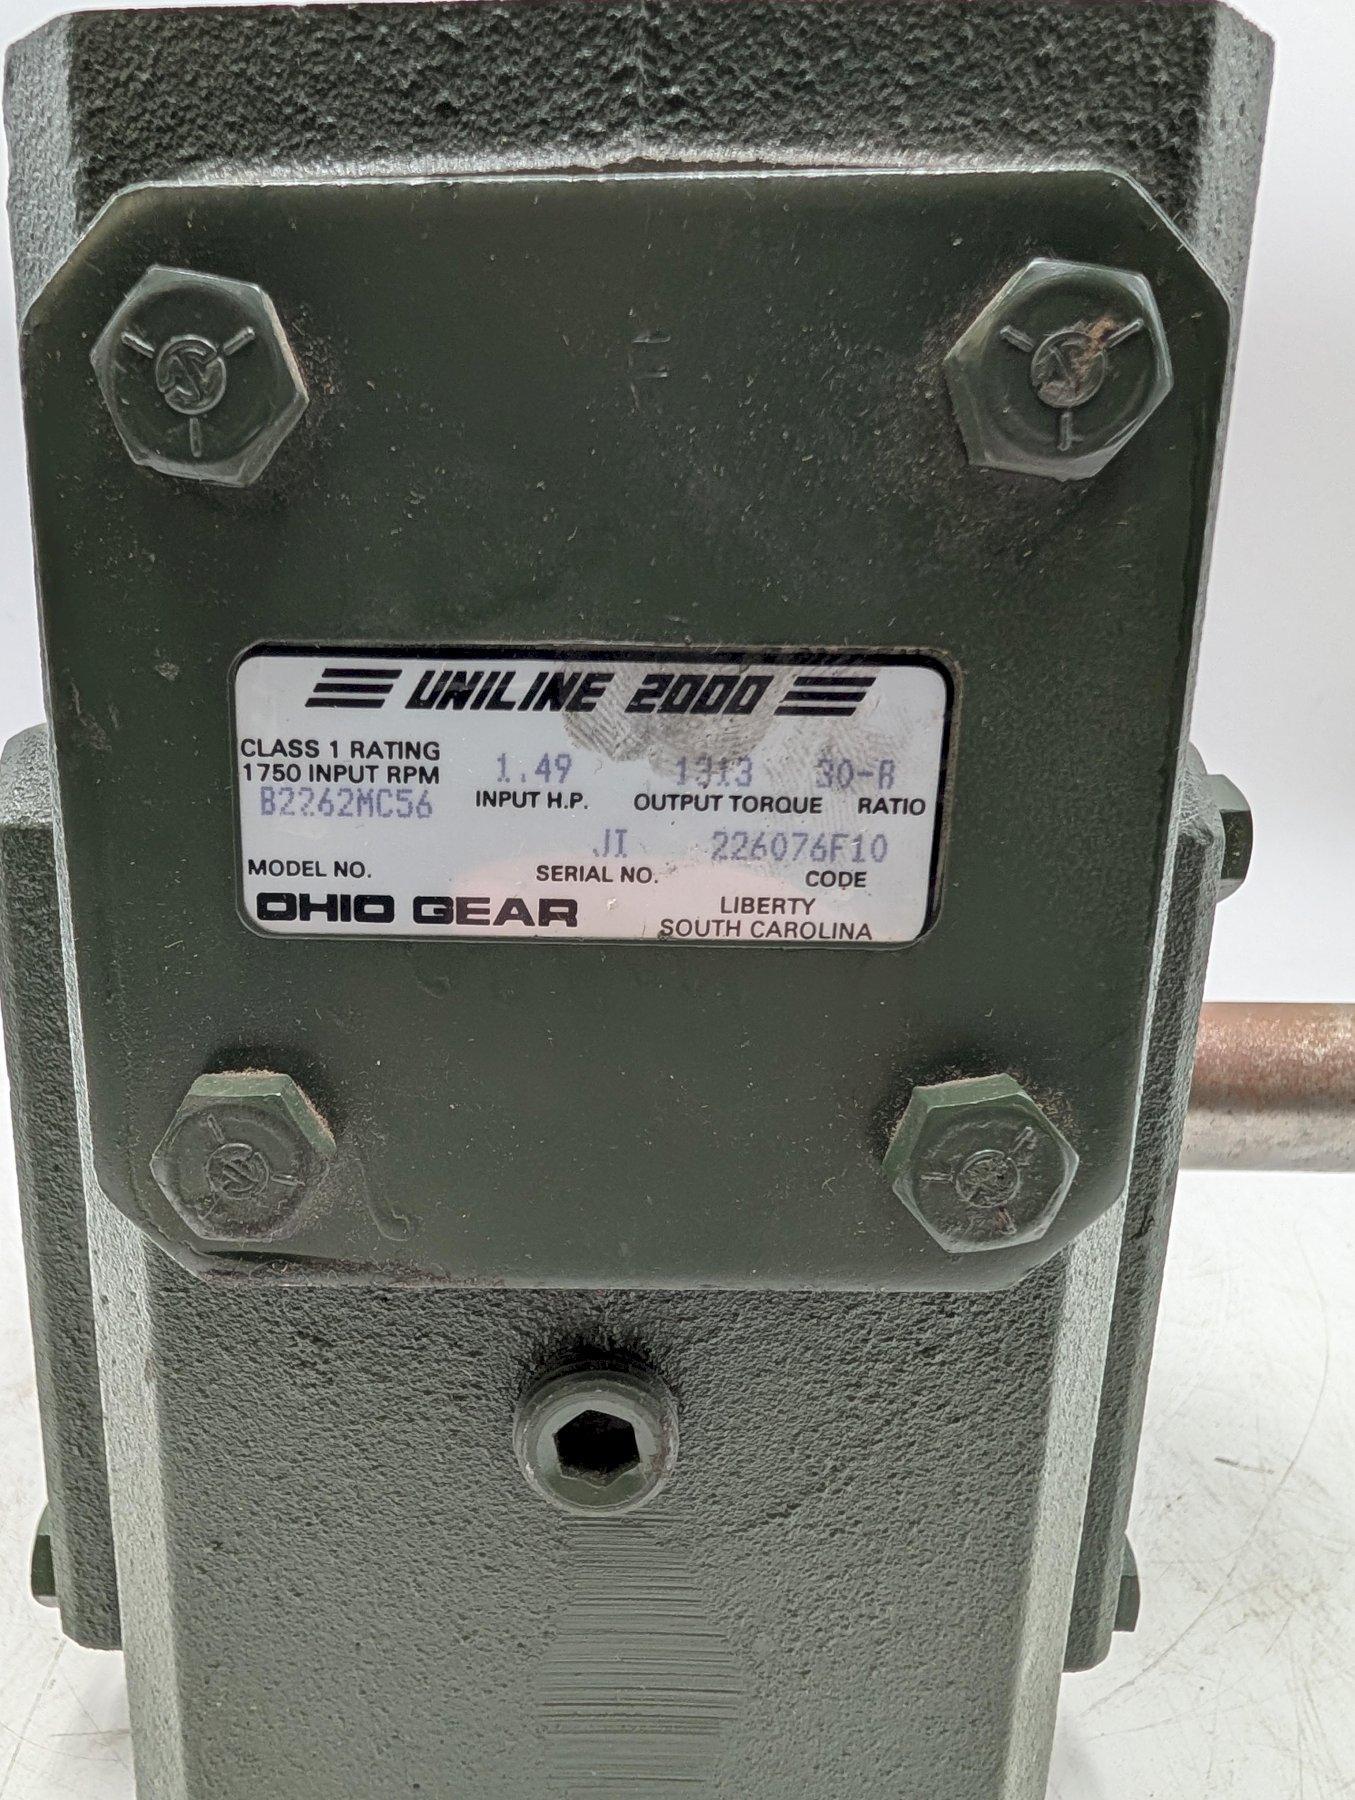 UNILINE 2000
CLASS 1 RATING
1750 INPUT RPM
1.49 1313 30-R
INPUT H.P. OUTPUT TORQUE RATIO
B2262MC56
JI 226076F10
MODEL NO. SERIAL NO. CODE
OHIO GEAR
LIBERTY
SOUTH CAROLINA